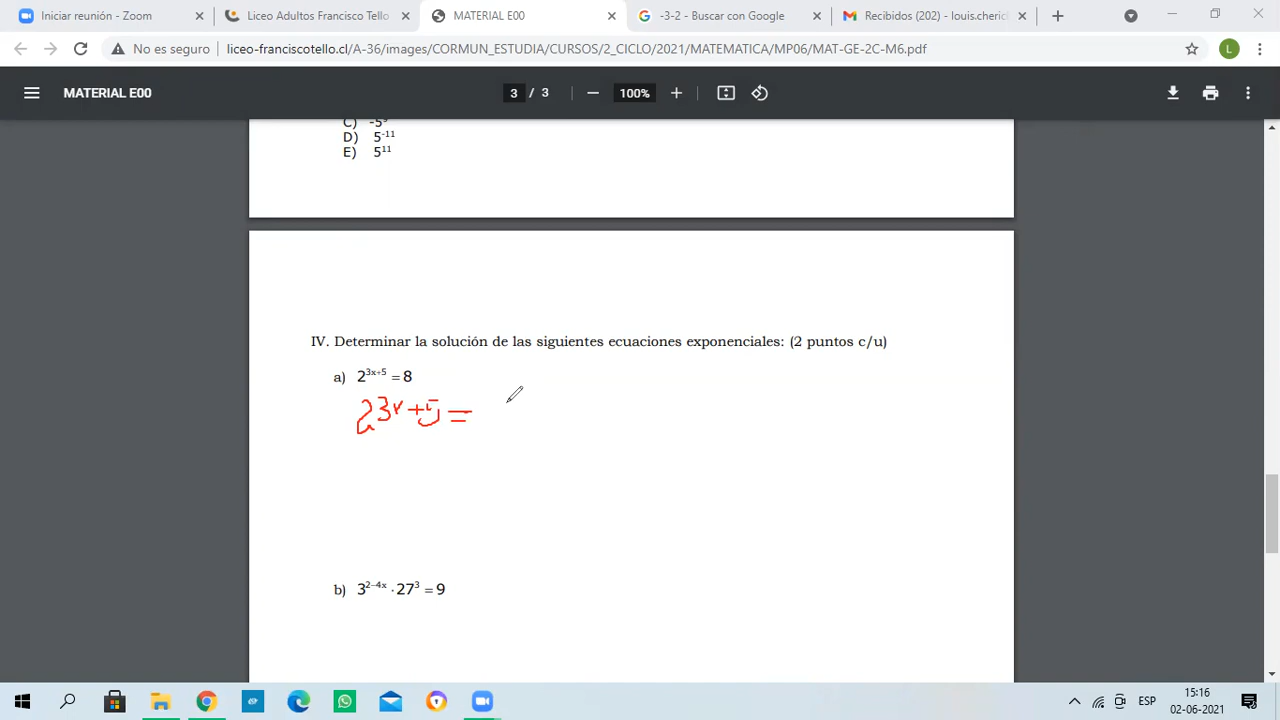 Iniciar reunión - Zoom
Liceo Adultos Francisco Tello
MATERIAL E00
-3-2 - Buscar con Google
Recibidos (202) - louis.cherici
No es seguro
liceo-franciscotello.cl/A-36/images/CORMUN_ESTUDIA/CURSOS/2_CICLO/2021/MATEMATICA/MP06/MAT-GE-2C-M6.pdf
L
MATERIAL E00
3 / 3
100%
C) -5⁹
D) 5⁻¹¹
E) 5¹¹
IV. Determinar la solución de las siguientes ecuaciones exponenciales: (2 puntos c/u)
a) 2³ˣ⁺⁵ = 8
2³ˣ⁺⁵ =
b) 3²⁻⁴ˣ · 27³ = 9
ESP
15:16
02-06-2021